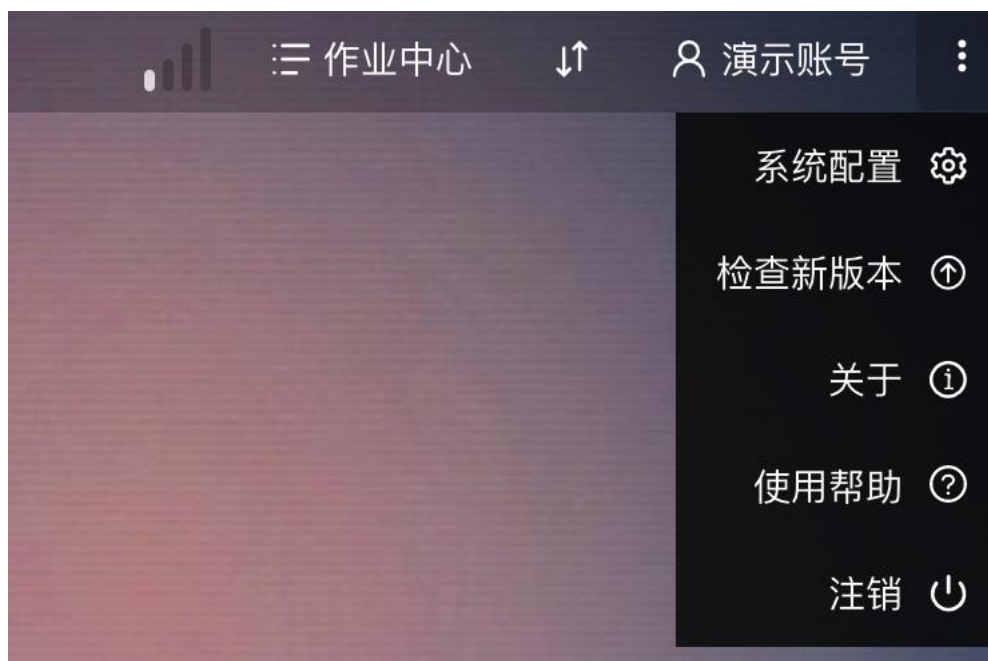 作业中心 演示账号
系统配置
检查新版本
关于
使用帮助
注销